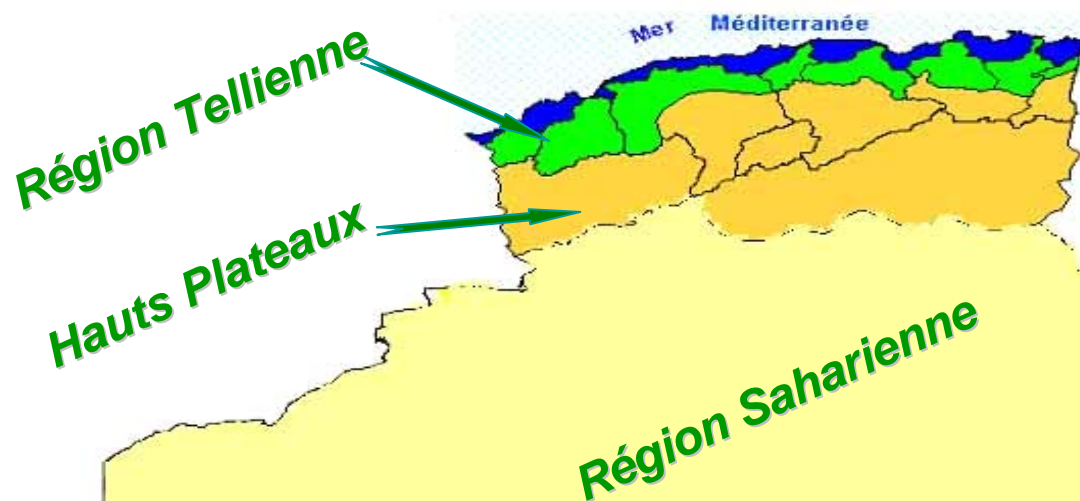 Mer Méditerranée
Région Tellienne
Hauts Plateaux
Région Saharienne